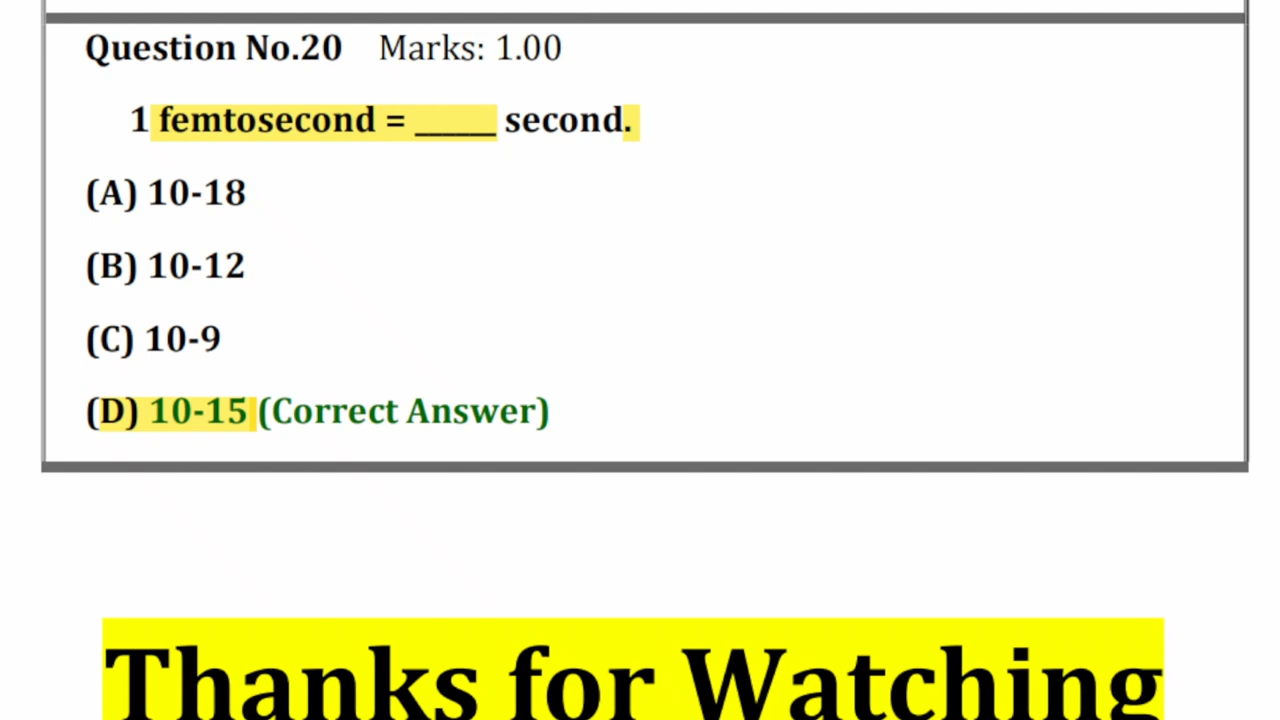 Question No.20 Marks: 1.00
1 femtosecond = ______ second.
(A) 10-18
(B) 10-12
(C) 10-9
(D) 10-15 (Correct Answer)
Thanks for Watching